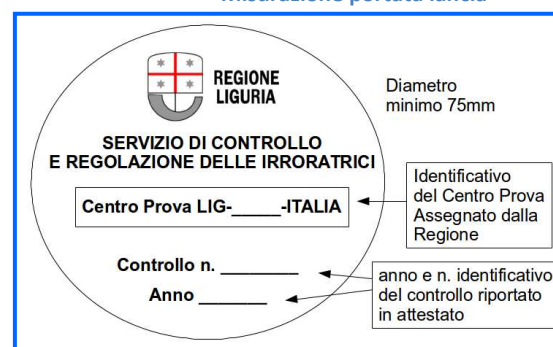 Misurazione portata lancia
REGIONE
LIGURIA
Diametro
minimo 75mm
SERVIZIO DI CONTROLLO
E REGOLAZIONE DELLE IRRORATRICI
Centro Prova LIG-_____-ITALIA
Identificativo
del Centro Prova
Assegnato dalla
Regione
Controllo n. ________
Anno _______
anno e n. identificativo
del controllo riportato
in attestato